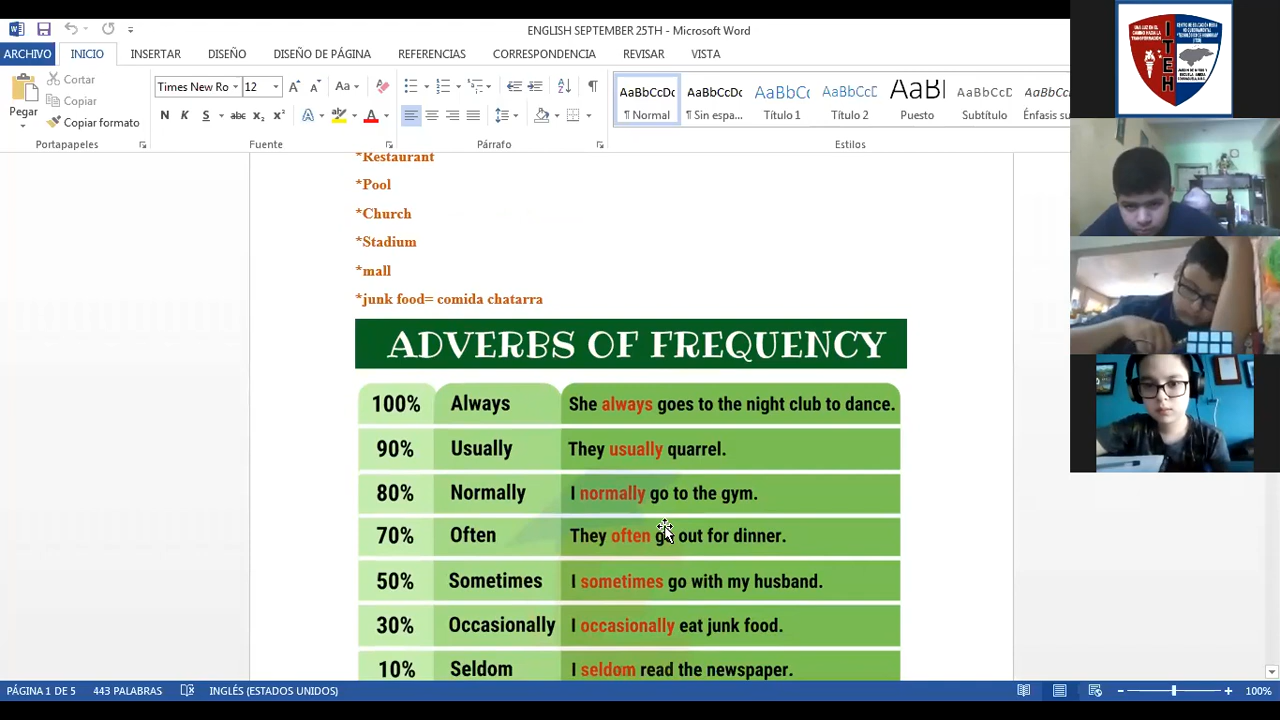 ENGLISH SEPTEMBER 25TH - Microsoft Word
ARCHIVO INICIO INSERTAR DISEÑO DISEÑO DE PÁGINA REFERENCIAS CORRESPONDENCIA REVISAR VISTA
Pegar
Cortar
Copiar
Copiar formato
Portapapeles
Times New Ro 12
N K S abc x₂ x²
Fuente
Párrafo
AaBbCcDc AaBbCcDc AaBbCc AaBbCcD AaBl AaBbCcD AaBbCcDc
¶ Normal ¶ Sin espa... Título 1 Título 2 Puesto Subtítulo Énfasis su
Estilos
*Restaurant
*Pool
*Church
*Stadium
*mall
*junk food= comida chatarra
ADVERBS OF FREQUENCY
100% Always She always goes to the night club to dance.
90% Usually They usually quarrel.
80% Normally I normally go to the gym.
70% Often They often go out for dinner.
50% Sometimes I sometimes go with my husband.
30% Occasionally I occasionally eat junk food.
10% Seldom I seldom read the newspaper.
PÁGINA 1 DE 5 443 PALABRAS INGLÉS (ESTADOS UNIDOS) 100%
ITEH